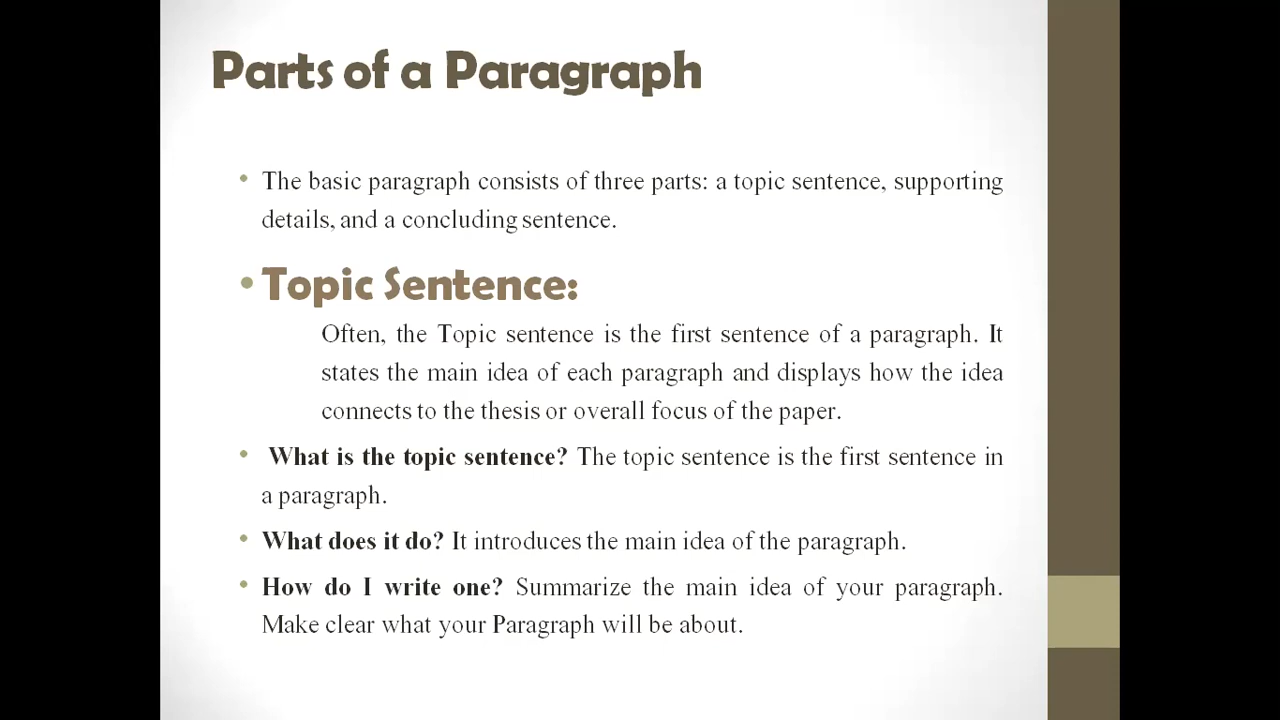 Parts of a Paragraph
• The basic paragraph consists of three parts: a topic sentence, supporting
details, and a concluding sentence.
• Topic Sentence:
Often, the Topic sentence is the first sentence of a paragraph. It
states the main idea of each paragraph and displays how the idea
connects to the thesis or overall focus of the paper.
• What is the topic sentence? The topic sentence is the first sentence in
a paragraph.
• What does it do? It introduces the main idea of the paragraph.
• How do I write one? Summarize the main idea of your paragraph.
Make clear what your Paragraph will be about.